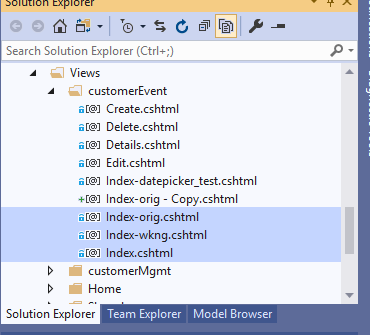 Solution Explorer
Search Solution Explorer (Ctrl+;)
Views
customerEvent
[@] Create.cshtml
[@] Delete.cshtml
[@] Details.cshtml
[@] Edit.cshtml
[@] Index-datepicker_test.cshtml
+[@] Index-orig - Copy.cshtml
[@] Index-orig.cshtml
[@] Index-wkng.cshtml
[@] Index.cshtml
customerMgmt
Home
Solution Explorer Team Explorer Model Browser